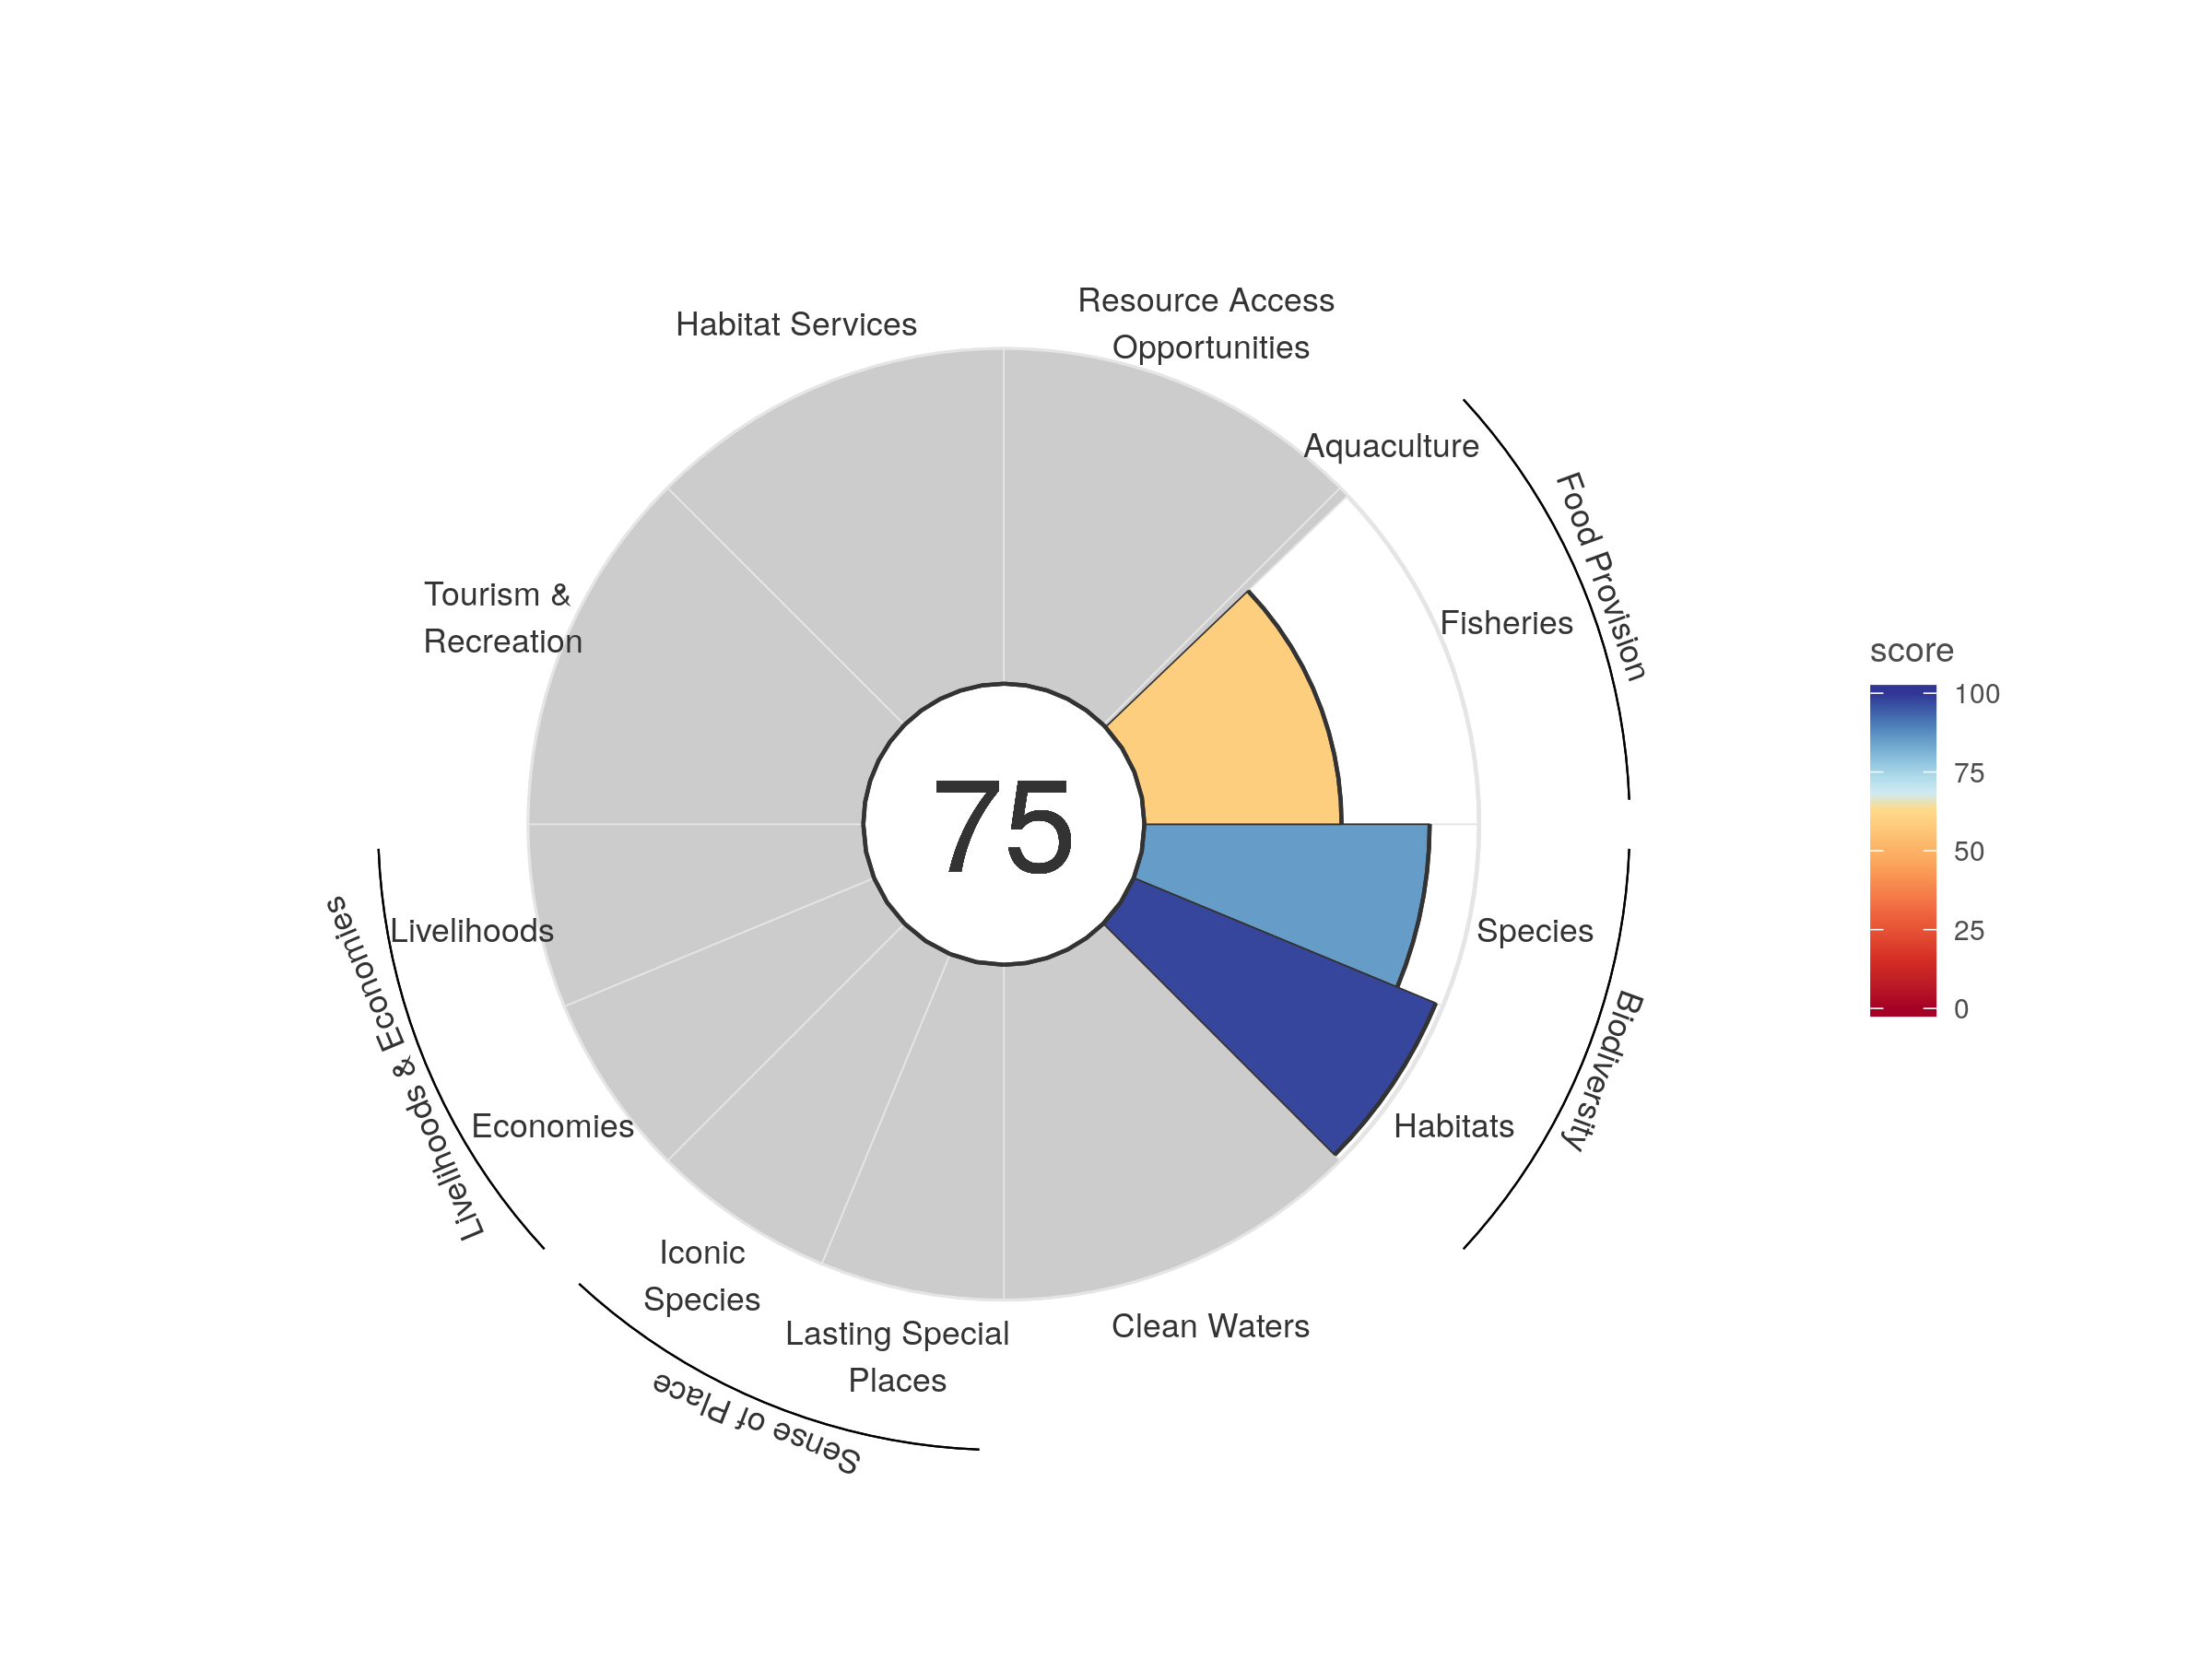 Resource Access
Opportunities
Habitat Services
Aquaculture
Food Provision
Tourism &
Recreation
Fisheries
score
100
75
50
25
0
75
Livelihoods
Species
Livelihoods & Economies
Biodiversity
Economies
Habitats
Iconic
Species
Lasting Special
Places
Clean Waters
Sense of Place